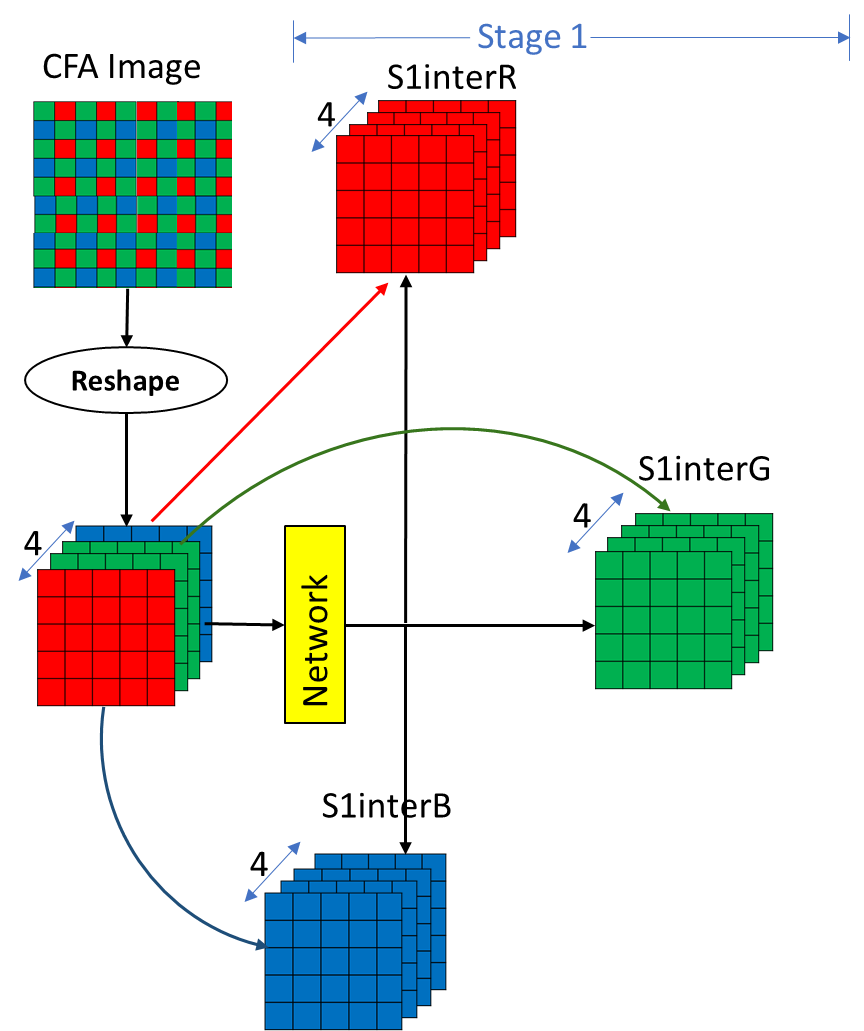 Stage 1
CFA Image
S1interR
4
Reshape
S1interG
4
4
Network
S1interB
4